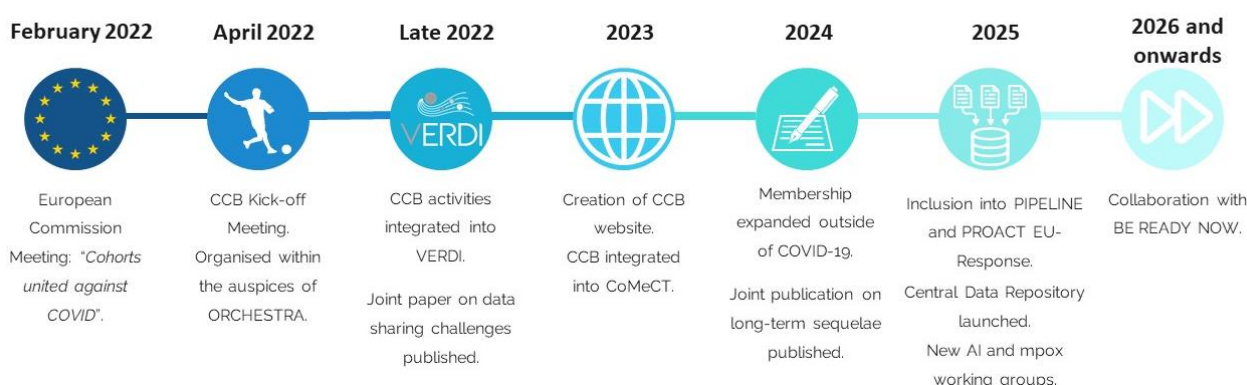 February 2022
April 2022
Late 2022
2023
2024
2025
2026 and
onwards
VERDI
European
Commission
Meeting: “Cohorts
united against
COVID”.
CCB Kick-off
Meeting.
Organised within
the auspices of
ORCHESTRA.
CCB activities
integrated into
VERDI.
Joint paper on data
sharing challenges
published.
Creation of CCB
website.
CCB integrated
into CoMeCT.
Membership
expanded outside
of COVID-19.
Joint publication on
long-term sequelae
published.
Inclusion into PIPELINE
and PROACT EU-
Response.
Central Data Repository
launched.
New AI and mpox
working groups.
Collaboration with
BE READY NOW.